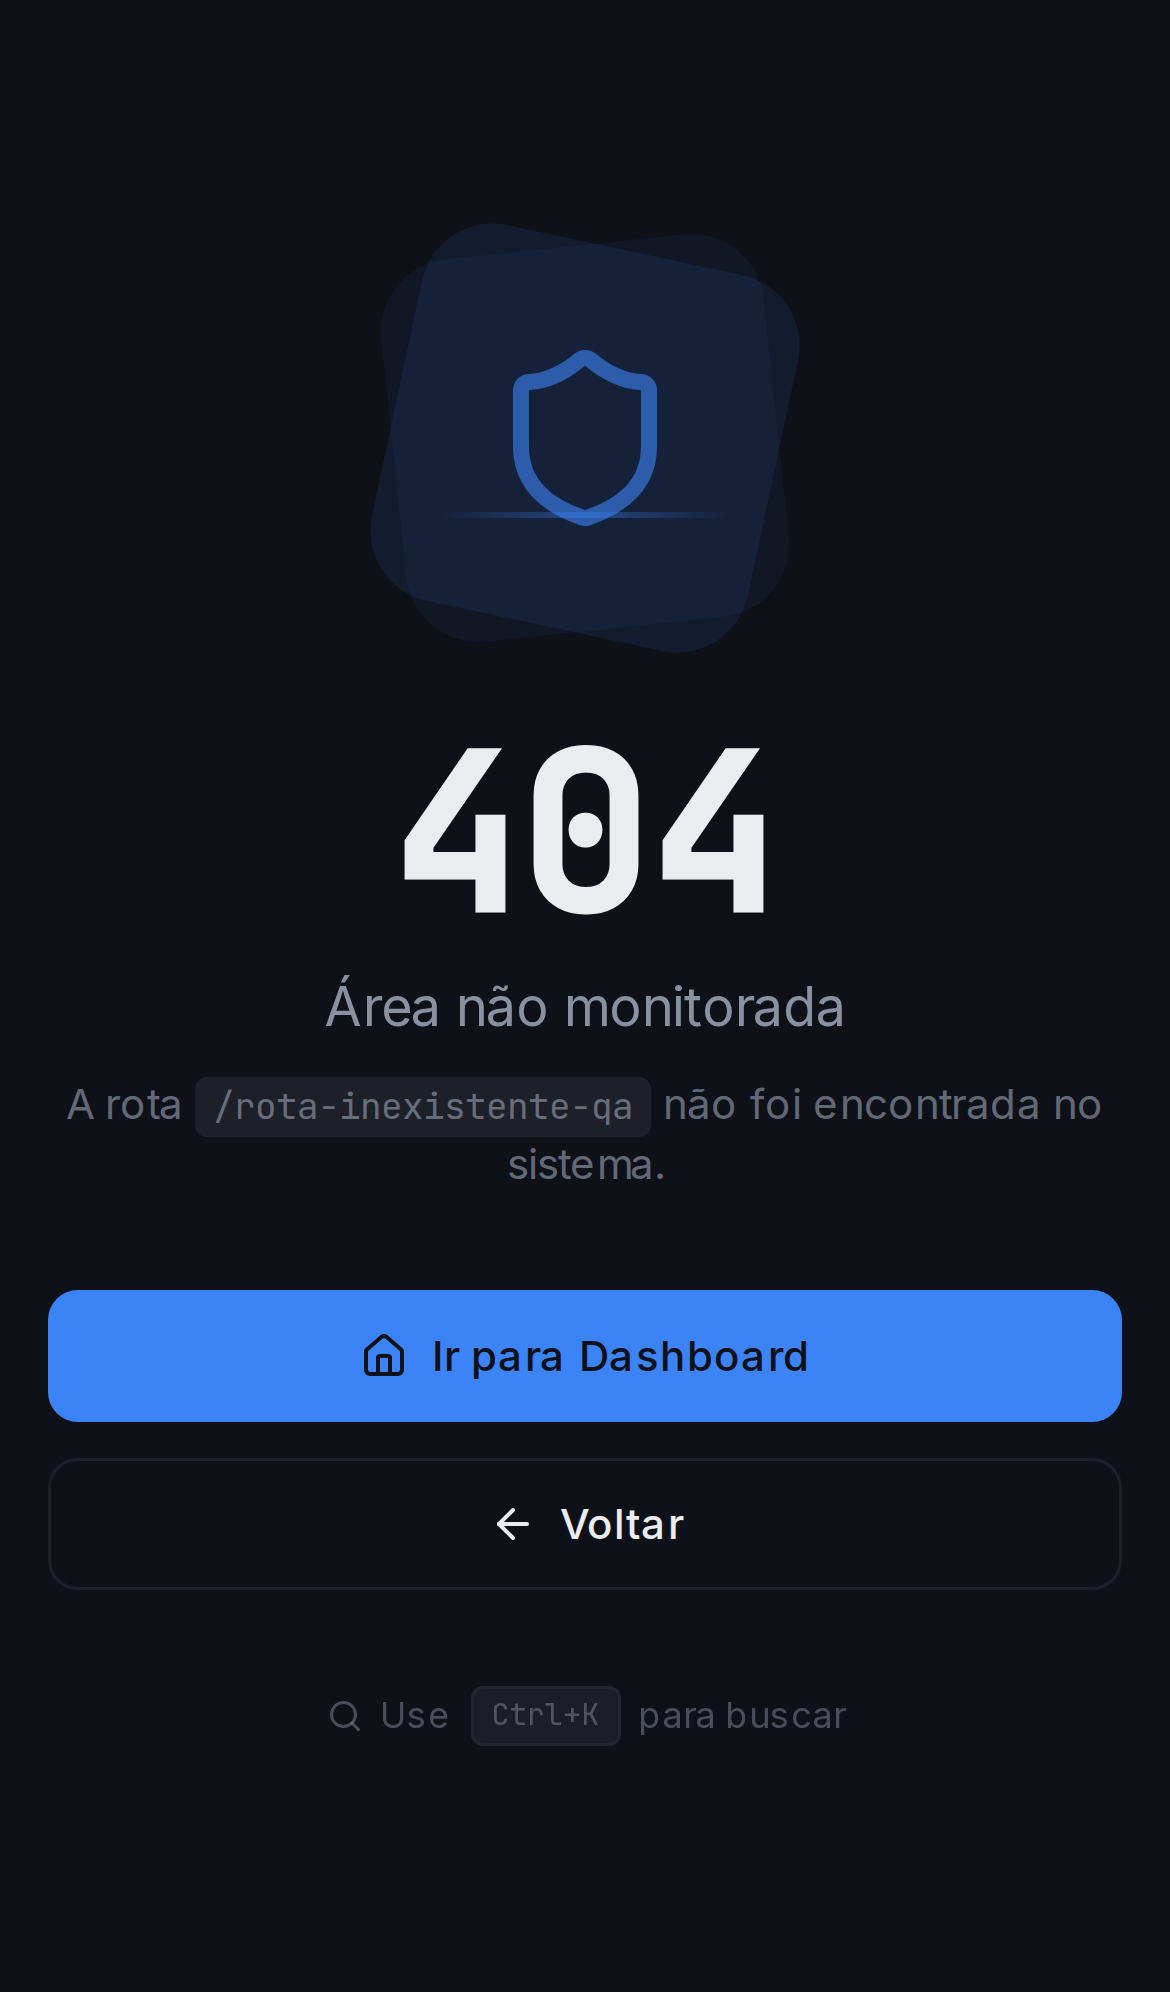 404
Área não monitorada
A rota /rota-inexistente-qa não foi encontrada no
sistema.
Ir para Dashboard
Voltar
Use Ctrl+K para buscar